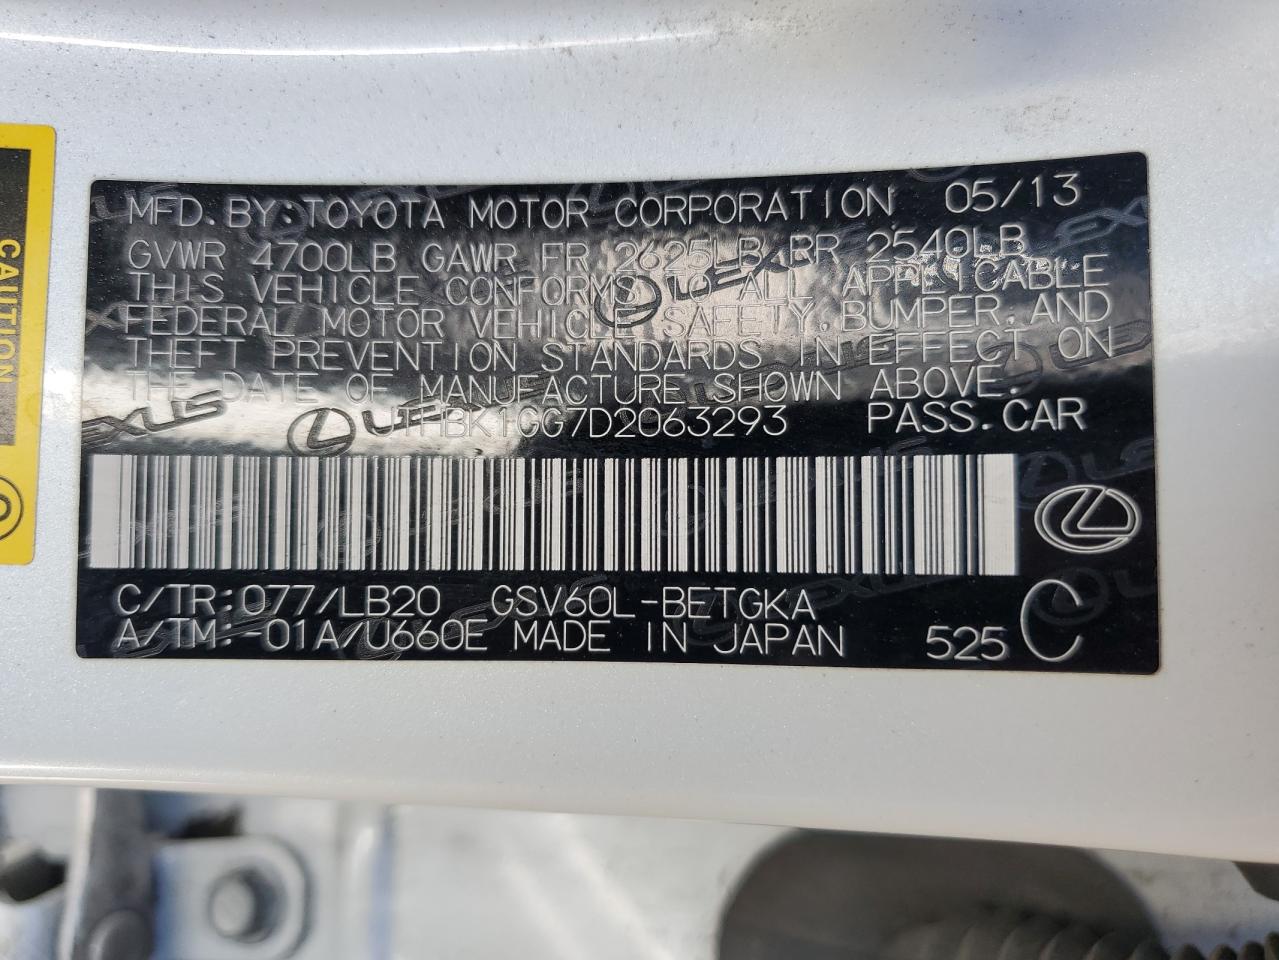 MFD. BY: TOYOTA MOTOR CORPORATION 05/13
GVWR 4700LB GAWR FR 2625LB RR 2540LB
THIS VEHICLE CONFORMS TO ALL APPLICABLE
FEDERAL MOTOR VEHICLE SAFETY, BUMPER, AND
THEFT PREVENTION STANDARDS IN EFFECT ON
THE DATE OF MANUFACTURE SHOWN ABOVE.
JTHBK1GG7D2063293 PASS. CAR
C/TR: 077/LB20 GSV60L-BETGKA
A/TM: -01A/U660E MADE IN JAPAN 525 C
CAUTION
LEXUS